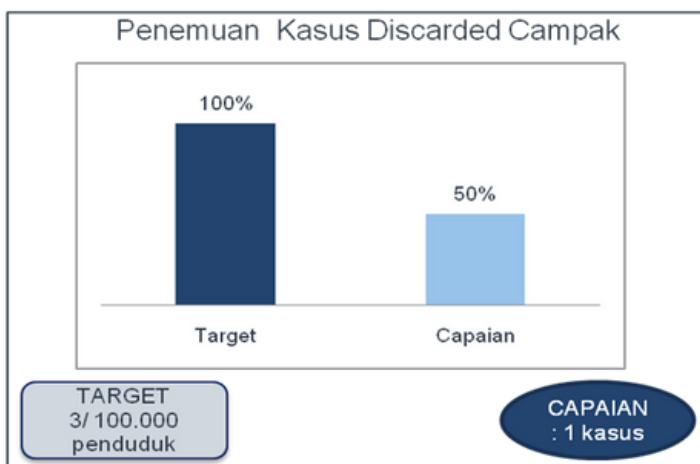 Penemuan Kasus Discarded Campak
100%
50%
Target
Capaian
TARGET
3/ 100.000
penduduk
CAPAIAN
: 1 kasus